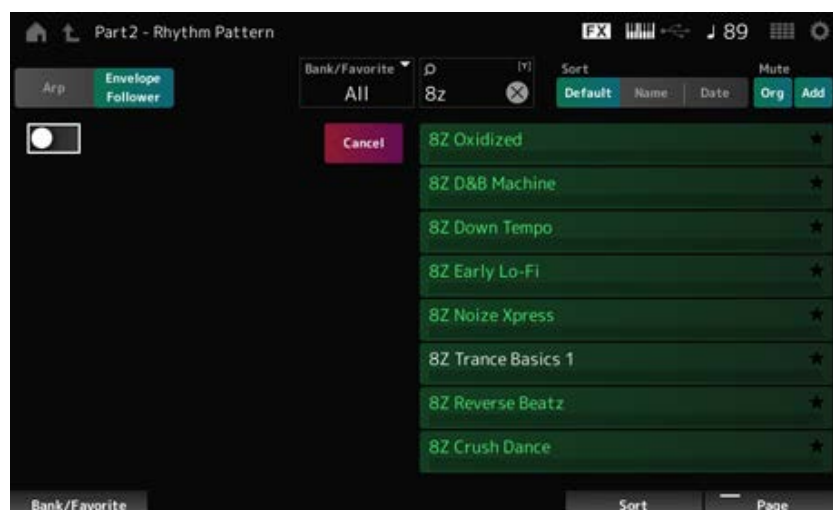 Part2 - Rhythm Pattern FX ♩ 89
Arp
Envelope
Follower
Bank/Favorite
All
[Y]
8z
Sort
Default Name Date
Mute
Org Add
Cancel
8Z Oxidized
8Z D&B Machine
8Z Down Tempo
8Z Early Lo-Fi
8Z Noize Xpress
8Z Trance Basics 1
8Z Reverse Beatz
8Z Crush Dance
Bank/Favorite Sort Page